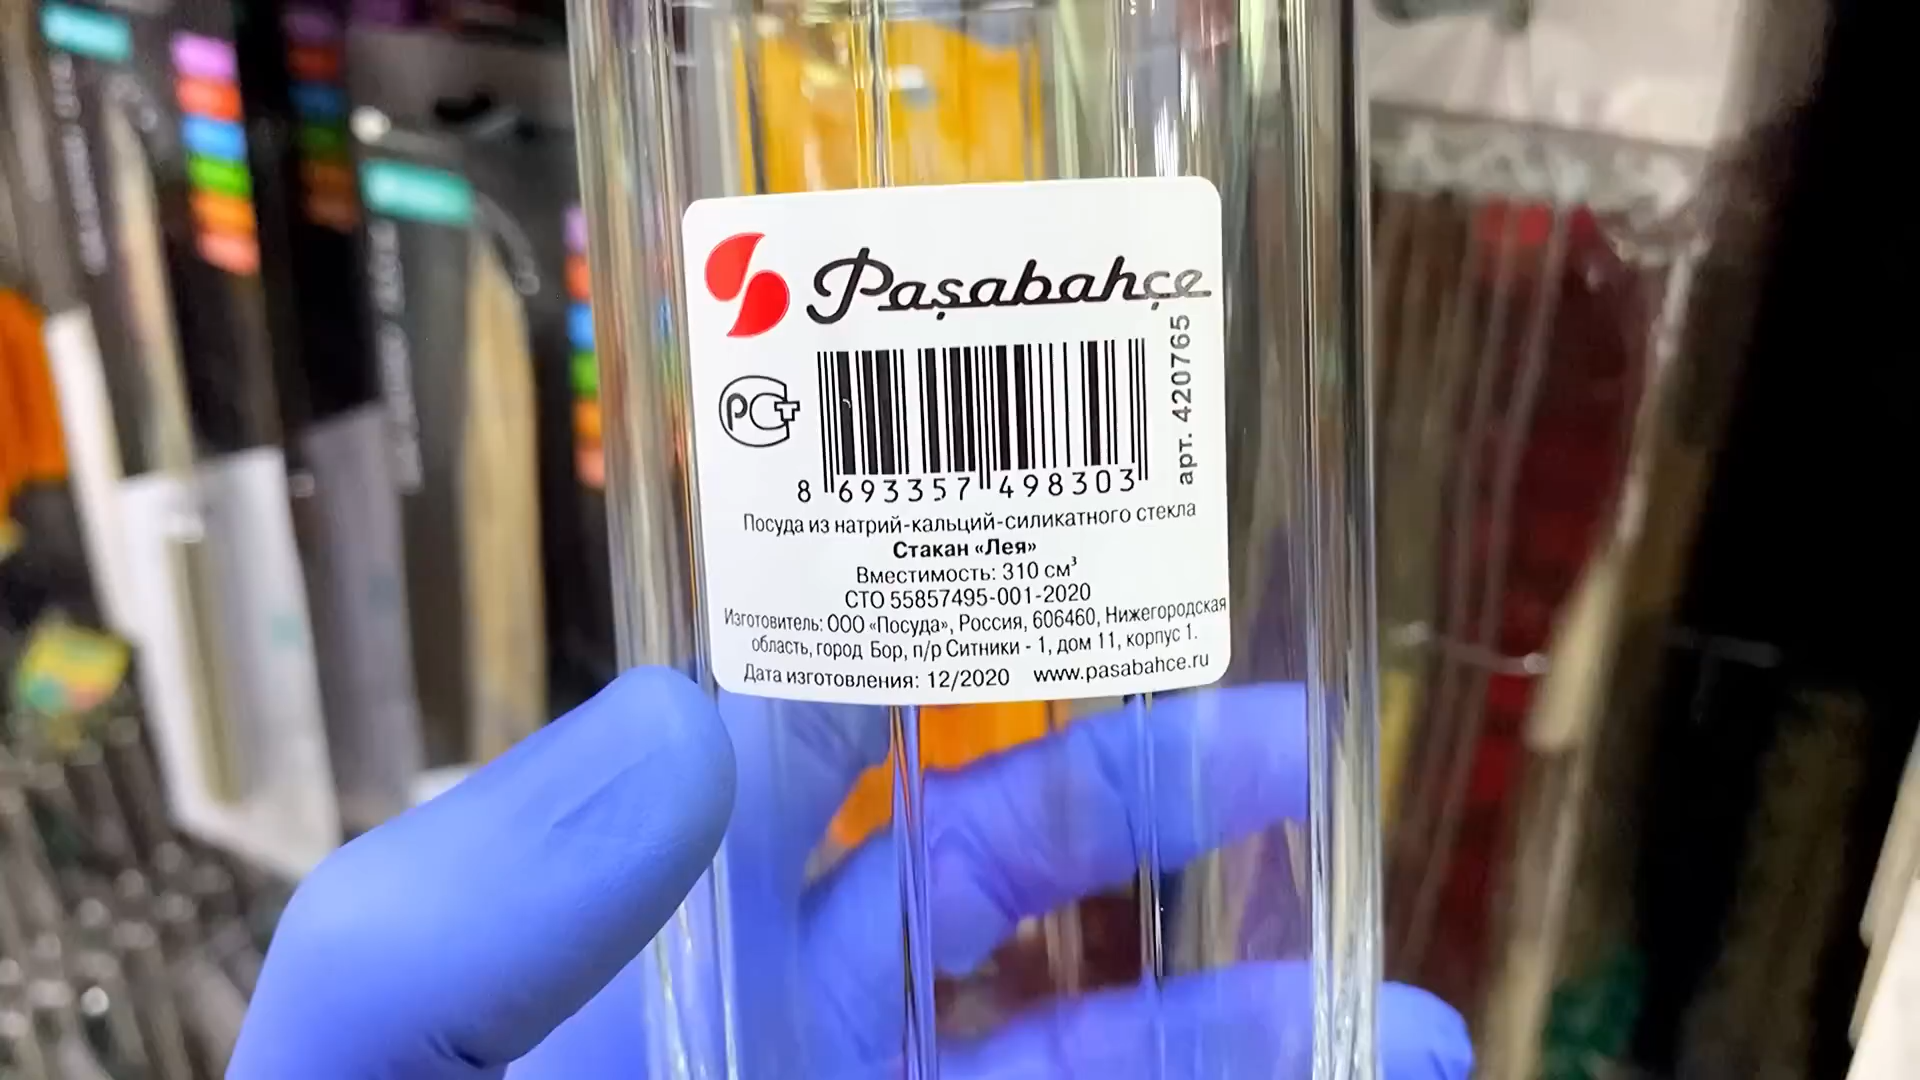 Paşabahçe
арт. 420765
РСТ
8 693357 498303
Посуда из натрий-кальций-силикатного стекла
Стакан «Лея»
Вместимость: 310 см³
СТО 55857495-001-2020
Изготовитель: ООО «Посуда», Россия, 606460, Нижегородская
область, город Бор, п/р Ситники - 1, дом 11, корпус 1.
Дата изготовления: 12/2020 www.pasabahce.ru